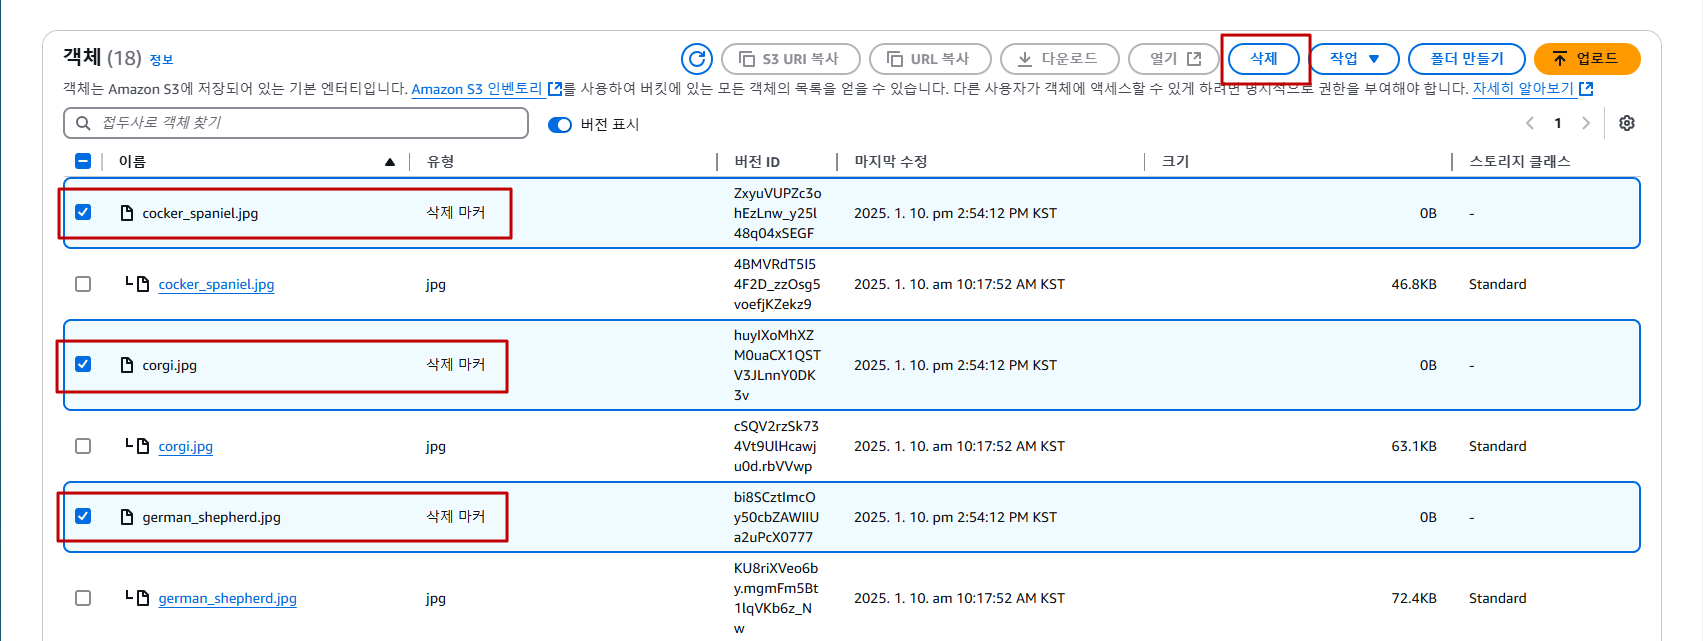 객체 (18) 정보
S3 URI 복사 URL 복사 다운로드 열기 삭제 작업 폴더 만들기 업로드
객체는 Amazon S3에 저장되어 있는 기본 엔터티입니다. Amazon S3 인벤토리 를 사용하여 버킷에 있는 모든 객체의 목록을 얻을 수 있습니다. 다른 사용자가 객체에 액세스할 수 있게 하려면 명시적으로 권한을 부여해야 합니다. 자세히 알아보기
접두사로 객체 찾기 버전 표시 1
이름 유형 버전 ID 마지막 수정 크기 스토리지 클래스
ZxyuVUPZc3o
cocker_spaniel.jpg 삭제 마커 hEzLnw_y25l 2025. 1. 10. pm 2:54:12 PM KST 0B -
48q04xSEGF
4BMVRdT5I5
cocker_spaniel.jpg jpg 4F2D_zzOsg5 2025. 1. 10. am 10:17:52 AM KST 46.8KB Standard
voefjKZekz9
huyIXoMhXZ
M0uaCX1QST
corgi.jpg 삭제 마커 2025. 1. 10. pm 2:54:12 PM KST 0B -
V3JLnnY0DK
3v
cSQV2rzSk73
corgi.jpg jpg 4Vt9UlHcawj 2025. 1. 10. am 10:17:52 AM KST 63.1KB Standard
u0d.rbVVwp
bi8SCztImcO
german_shepherd.jpg 삭제 마커 y50cbZAWIIU 2025. 1. 10. pm 2:54:12 PM KST 0B -
a2uPcX0777
KU8riXVeo6b
y.mgmFm5Bt
german_shepherd.jpg jpg 2025. 1. 10. am 10:17:52 AM KST 72.4KB Standard
1lqVKb6z_N
w